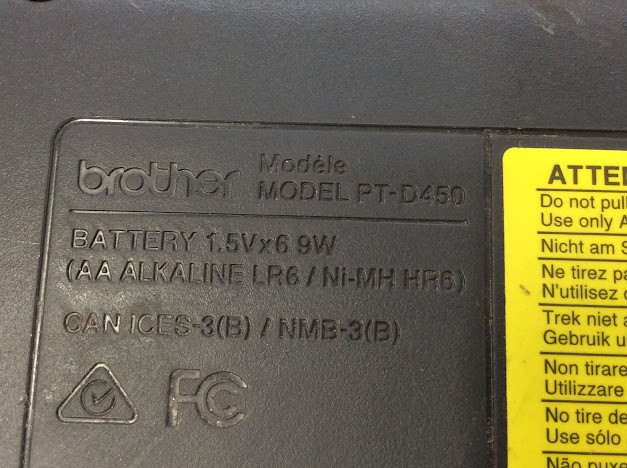 brother Modèle
MODEL PT-D450
BATTERY 1.5Vx6 9W
(AA ALKALINE LR6 / Ni-MH HR6)
CAN ICES-3(B) / NMB-3(B)
FC
ATTE
Do not pull
Use only A
Nicht am S
Ne tirez pa
N'utilisez
Trek niet a
Gebruik u
Non tirare
Utilizzare
No tire de
Use sólo
Não puxe